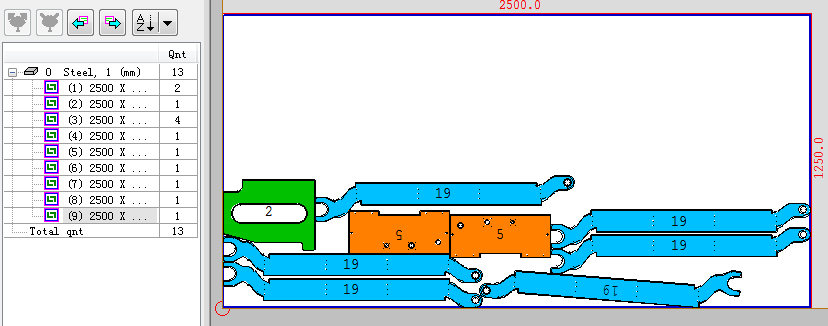 A
Z
Qnt
0 Steel, 1 (mm) 13
(1) 2500 X ... 2
(2) 2500 X ... 1
(3) 2500 X ... 4
(4) 2500 X ... 1
(5) 2500 X ... 1
(6) 2500 X ... 1
(7) 2500 X ... 1
(8) 2500 X ... 1
(9) 2500 X ... 1
Total qnt 13
2500.0
1250.0
19
2
19
5
5
19
19
19
19